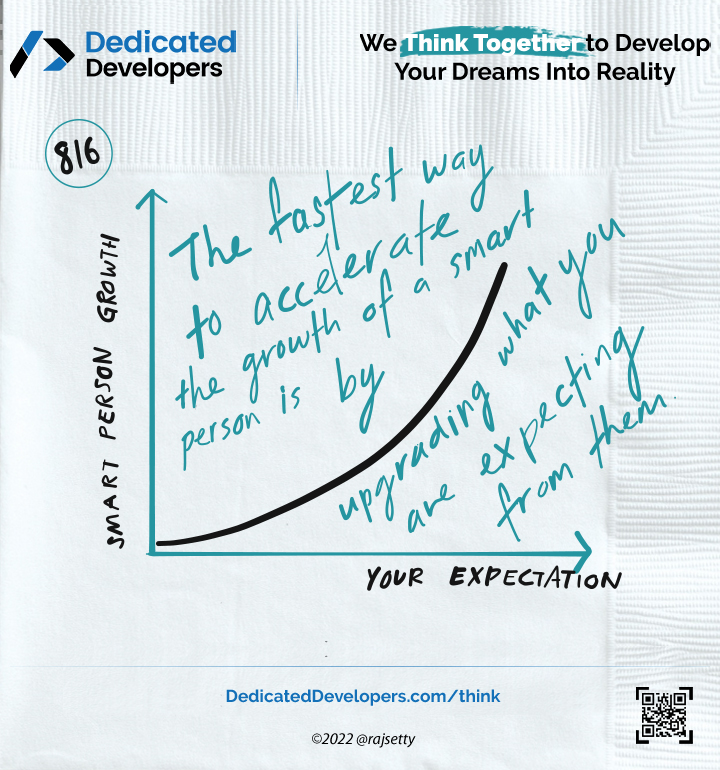 Dedicated
Developers
We Think Together to Develop
Your Dreams Into Reality
816
The fastest way
to accelerate
the growth of a smart
person is by
upgrading what you
are expecting
from them.
SMART PERSON GROWTH
YOUR EXPECTATION
DedicatedDevelopers.com/think
©2022 @rajsetty